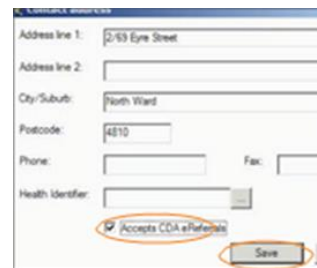 Contact address
Address line 1: 2/69 Eyre Street
Address line 2:
City/Suburb: North Ward
Postcode: 4810
Phone: Fax:
Health Identifier: ...
Accepts CDA eReferrals
Save